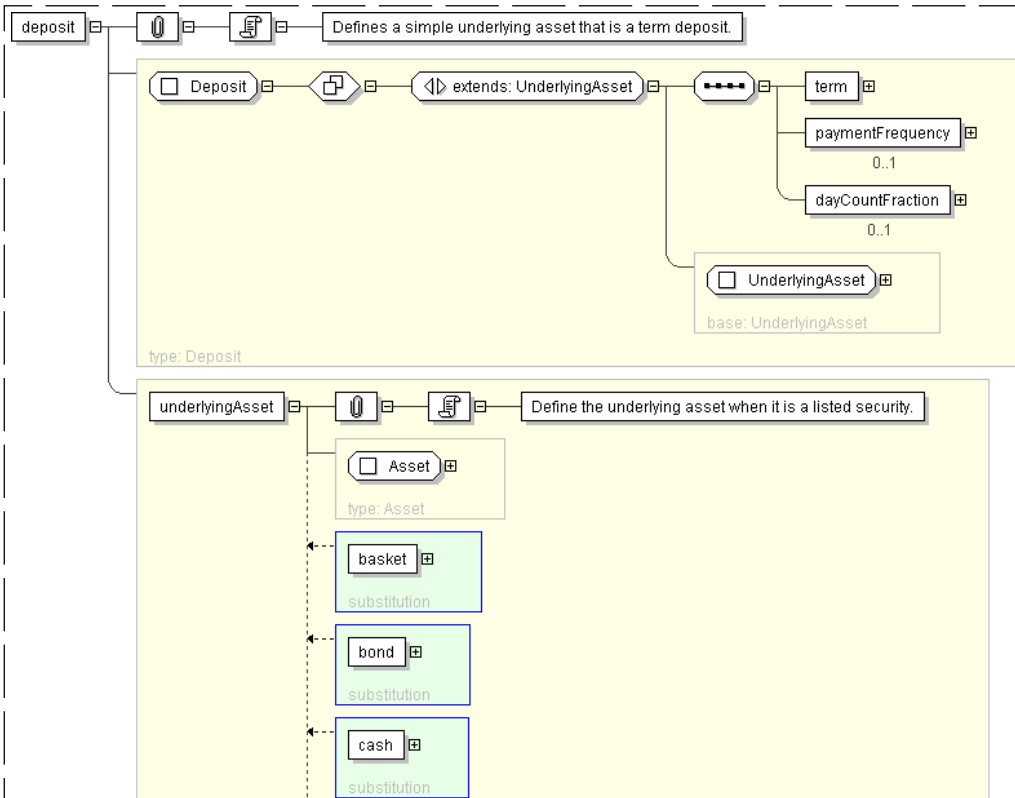 deposit
Defines a simple underlying asset that is a term deposit.
Deposit
extends: UnderlyingAsset
term
paymentFrequency
0..1
dayCountFraction
0..1
UnderlyingAsset
base: UnderlyingAsset
type: Deposit
underlyingAsset
Define the underlying asset when it is a listed security.
Asset
type: Asset
basket
substitution
bond
substitution
cash
substitution